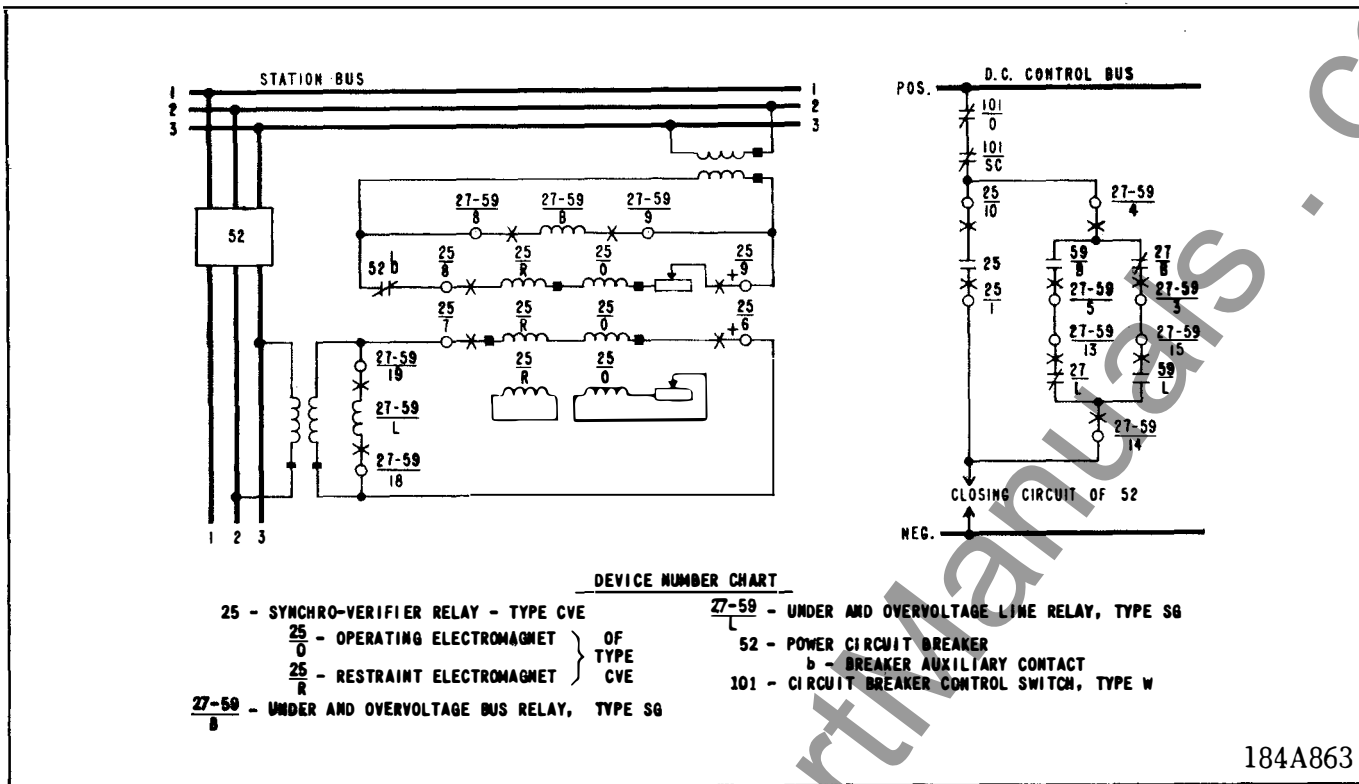 STATION BUS
1
2
3
1
2
3
52
27-59
8
27-59
B
27-59
9
52 b
25
8
25
R
25
O
25
9
+
25
7
25
R
25
O
25
6
+
25
R
25
O
27-59
19
27-59
L
27-59
18
1 2 3
D.C. CONTROL BUS
POS.
101
O
101
SC
25
10
27-59
4
25
25
1
59
B
27
B
27-59
5
27-59
3
27-59
13
27-59
15
27
L
59
L
27-59
14
CLOSING CIRCUIT OF 52
NEG.
DEVICE NUMBER CHART
25 - SYNCHRO-VERIFIER RELAY - TYPE CVE
25
O - OPERATING ELECTROMAGNET
25
R - RESTRAINT ELECTROMAGNET
OF
TYPE
CVE
27-59
B - UNDER AND OVERVOLTAGE BUS RELAY, TYPE SG
27-59
L - UNDER AND OVERVOLTAGE LINE RELAY, TYPE SG
52 - POWER CIRCUIT BREAKER
b - BREAKER AUXILIARY CONTACT
101 - CIRCUIT BREAKER CONTROL SWITCH, TYPE W
184A863